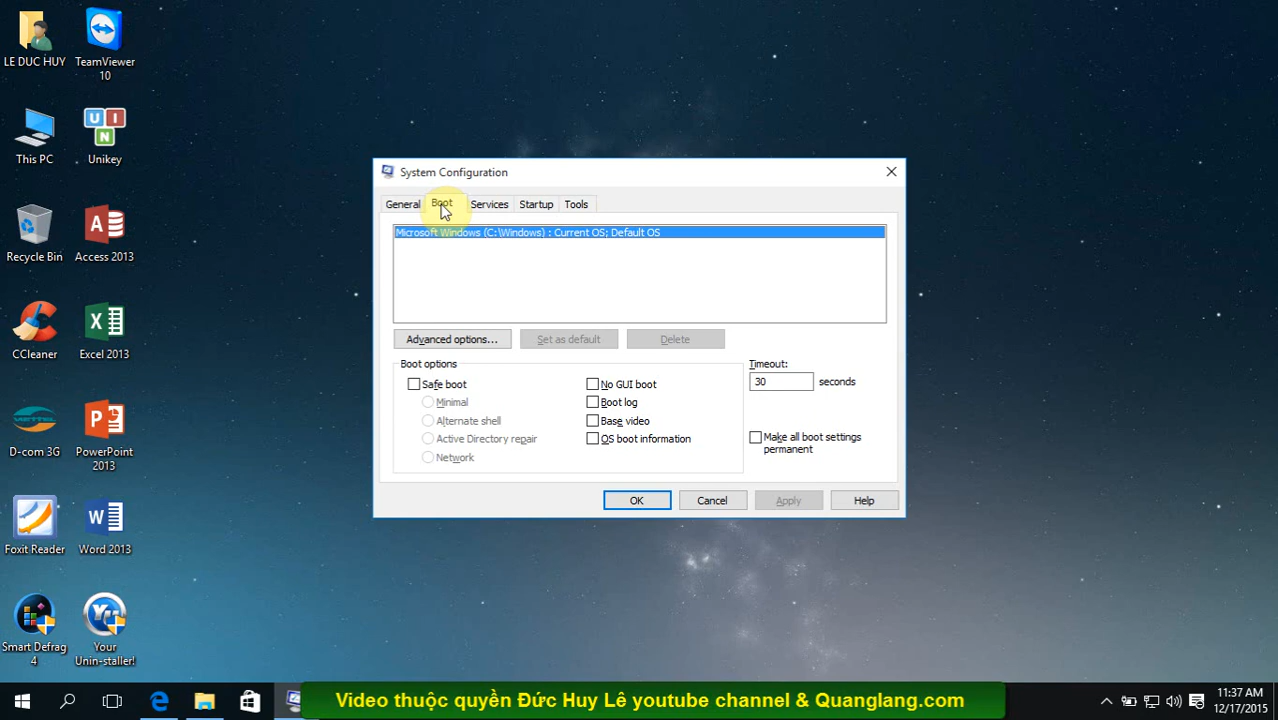 LE DUC HUY
TeamViewer
10
This PC
Unikey
Recycle Bin
Access 2013
CCleaner
Excel 2013
D-com 3G
PowerPoint
2013
Foxit Reader
Word 2013
Smart Defrag
4
Your
Unin-staller!
System Configuration
General
Boot
Services
Startup
Tools
Microsoft Windows (C:\Windows) : Current OS; Default OS
Advanced options...
Set as default
Delete
Boot options
Safe boot
Minimal
Alternate shell
Active Directory repair
Network
No GUI boot
Boot log
Base video
OS boot information
Timeout:
30 seconds
Make all boot settings
permanent
OK
Cancel
Apply
Help
Video thuộc quyền Đức Huy Lê youtube channel & Quanglang.com
11:37 AM
12/17/2015